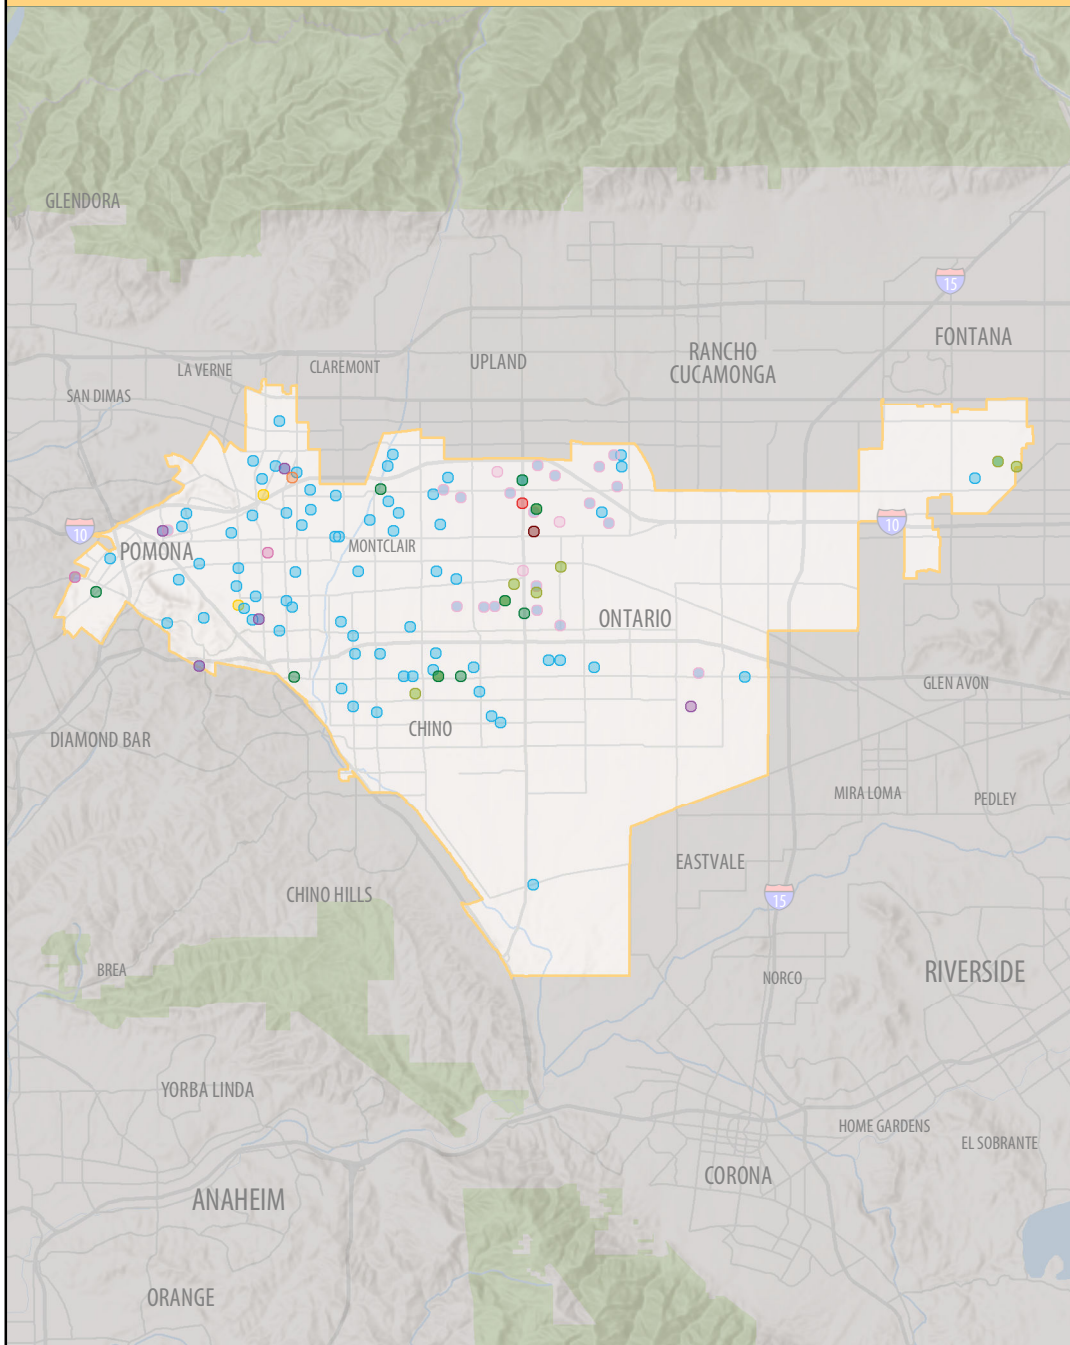 GLENDORA
15
FONTANA
RANCHO
CUCAMONGA
UPLAND
CLAREMONT
LA VERNE
SAN DIMAS
10
POMONA
MONTCLAIR
10
ONTARIO
GLEN AVON
CHINO
DIAMOND BAR
MIRA LOMA
PEDLEY
EASTVALE
CHINO HILLS
15
BREA
NORCO
RIVERSIDE
YORBA LINDA
HOME GARDENS
EL SOBRANTE
CORONA
ANAHEIM
ORANGE